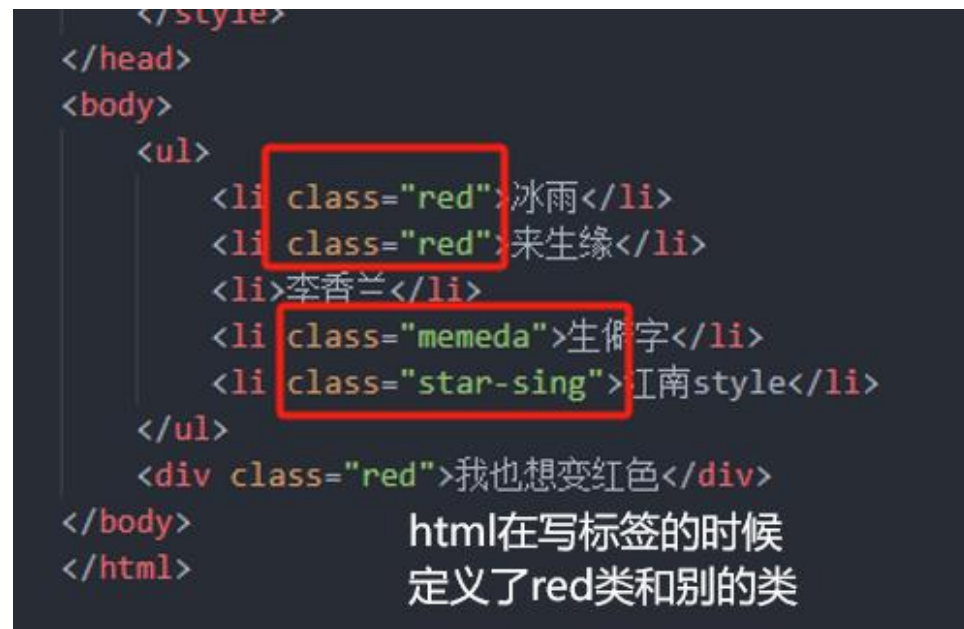 </style>
</head>
<body>
<ul>
<li class="red">冰雨</li>
<li class="red">来生缘</li>
<li>李香兰</li>
<li class="memeda">生僻字</li>
<li class="star-sing">江南style</li>
</ul>
<div class="red">我也想变红色</div>
</body>
</html>
html在写标签的时候
定义了red类和别的类